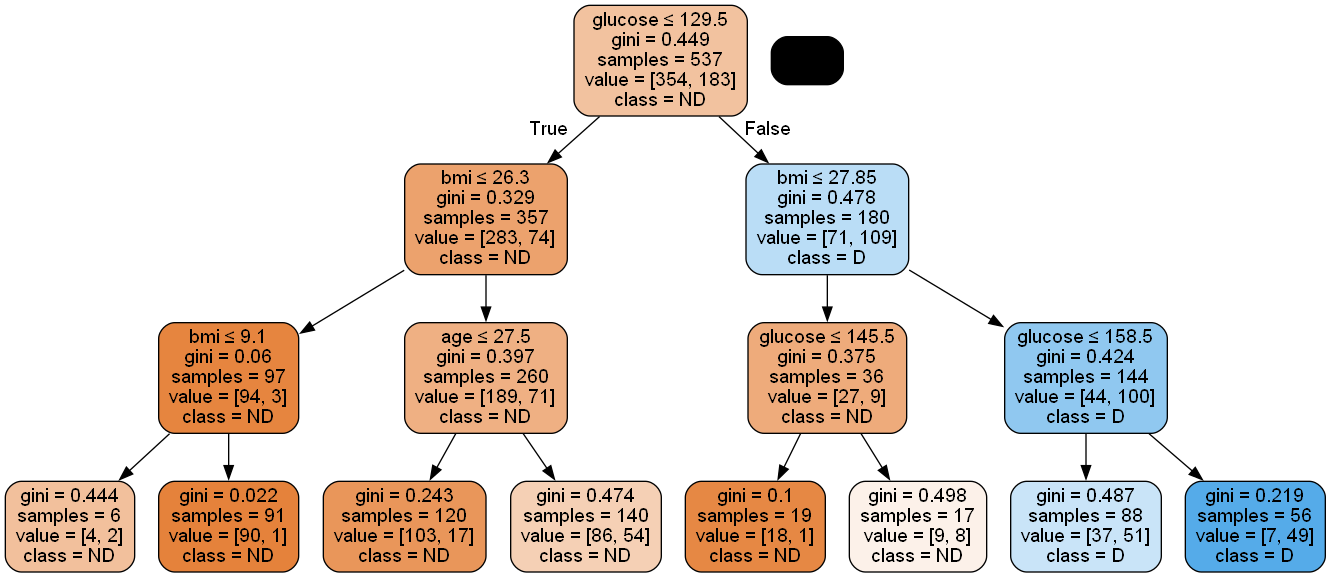 glucose ≤ 129.5
gini = 0.449
samples = 537
value = [354, 183]
class = ND
True
False
bmi ≤ 26.3
gini = 0.329
samples = 357
value = [283, 74]
class = ND
bmi ≤ 27.85
gini = 0.478
samples = 180
value = [71, 109]
class = D
bmi ≤ 9.1
gini = 0.06
samples = 97
value = [94, 3]
class = ND
age ≤ 27.5
gini = 0.397
samples = 260
value = [189, 71]
class = ND
glucose ≤ 145.5
gini = 0.375
samples = 36
value = [27, 9]
class = ND
glucose ≤ 158.5
gini = 0.424
samples = 144
value = [44, 100]
class = D
gini = 0.444
samples = 6
value = [4, 2]
class = ND
gini = 0.022
samples = 91
value = [90, 1]
class = ND
gini = 0.243
samples = 120
value = [103, 17]
class = ND
gini = 0.474
samples = 140
value = [86, 54]
class = ND
gini = 0.1
samples = 19
value = [18, 1]
class = ND
gini = 0.498
samples = 17
value = [9, 8]
class = ND
gini = 0.487
samples = 88
value = [37, 51]
class = D
gini = 0.219
samples = 56
value = [7, 49]
class = D